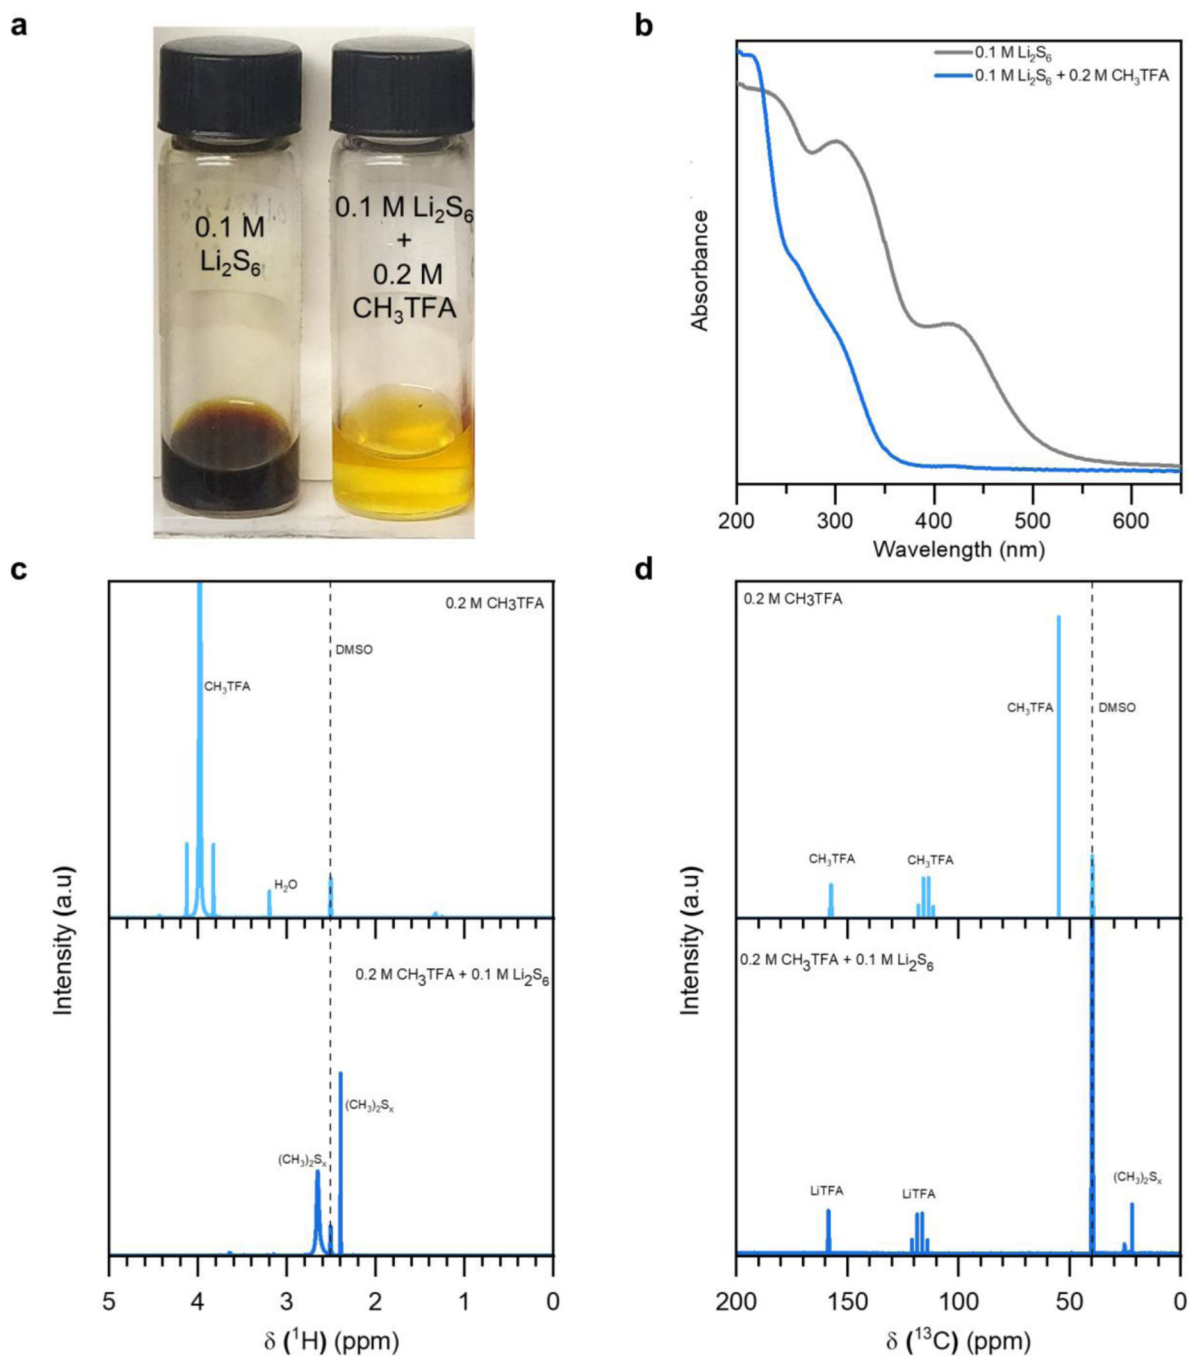 a
0.1 M
Li₂S₆
0.1 M Li₂S₆
+
0.2 M
CH₃TFA
b
0.1 M Li₂S₆
0.1 M Li₂S₆ + 0.2 M CH₃TFA
Absorbance
200 300 400 500 600
Wavelength (nm)
c
0.2 M CH3TFA
DMSO
CH₃TFA
H₂O
0.2 M CH₃TFA + 0.1 M Li₂S₆
(CH₃)₂Sₓ
(CH₃)₂Sₓ
Intensity (a.u)
5 4 3 2 1 0
δ (¹H) (ppm)
d
0.2 M CH₃TFA
CH₃TFA
DMSO
CH₃TFA
CH₃TFA
0.2 M CH₃TFA + 0.1 M Li₂S₆
(CH₃)₂Sₓ
LiTFA
LiTFA
Intensity (a.u)
200 150 100 50 0
δ (¹³C) (ppm)